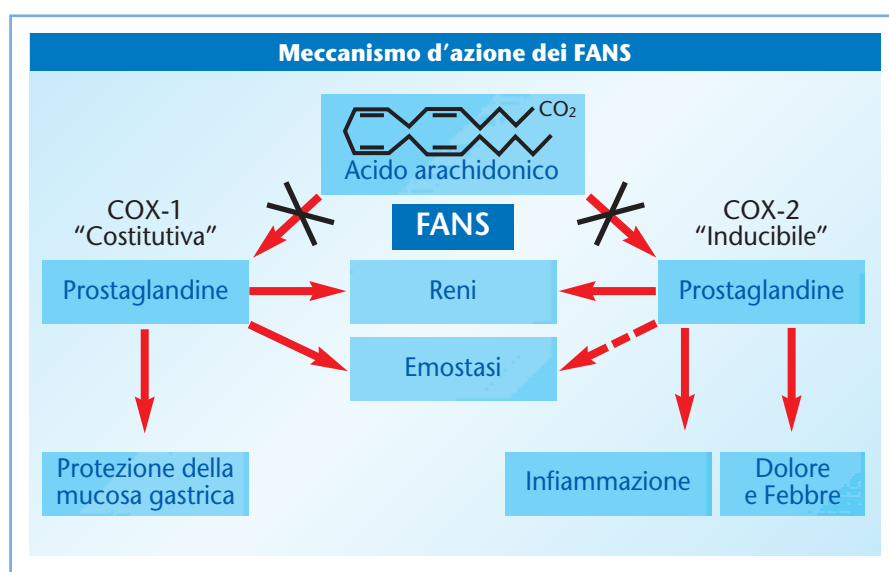 Meccanismo d'azione dei FANS
CO2
Acido arachidonico
COX-1
“Costitutiva”
FANS
COX-2
“Inducibile”
Prostaglandine
Reni
Prostaglandine
Emostasi
Protezione della
mucosa gastrica
Infiammazione
Dolore
e Febbre